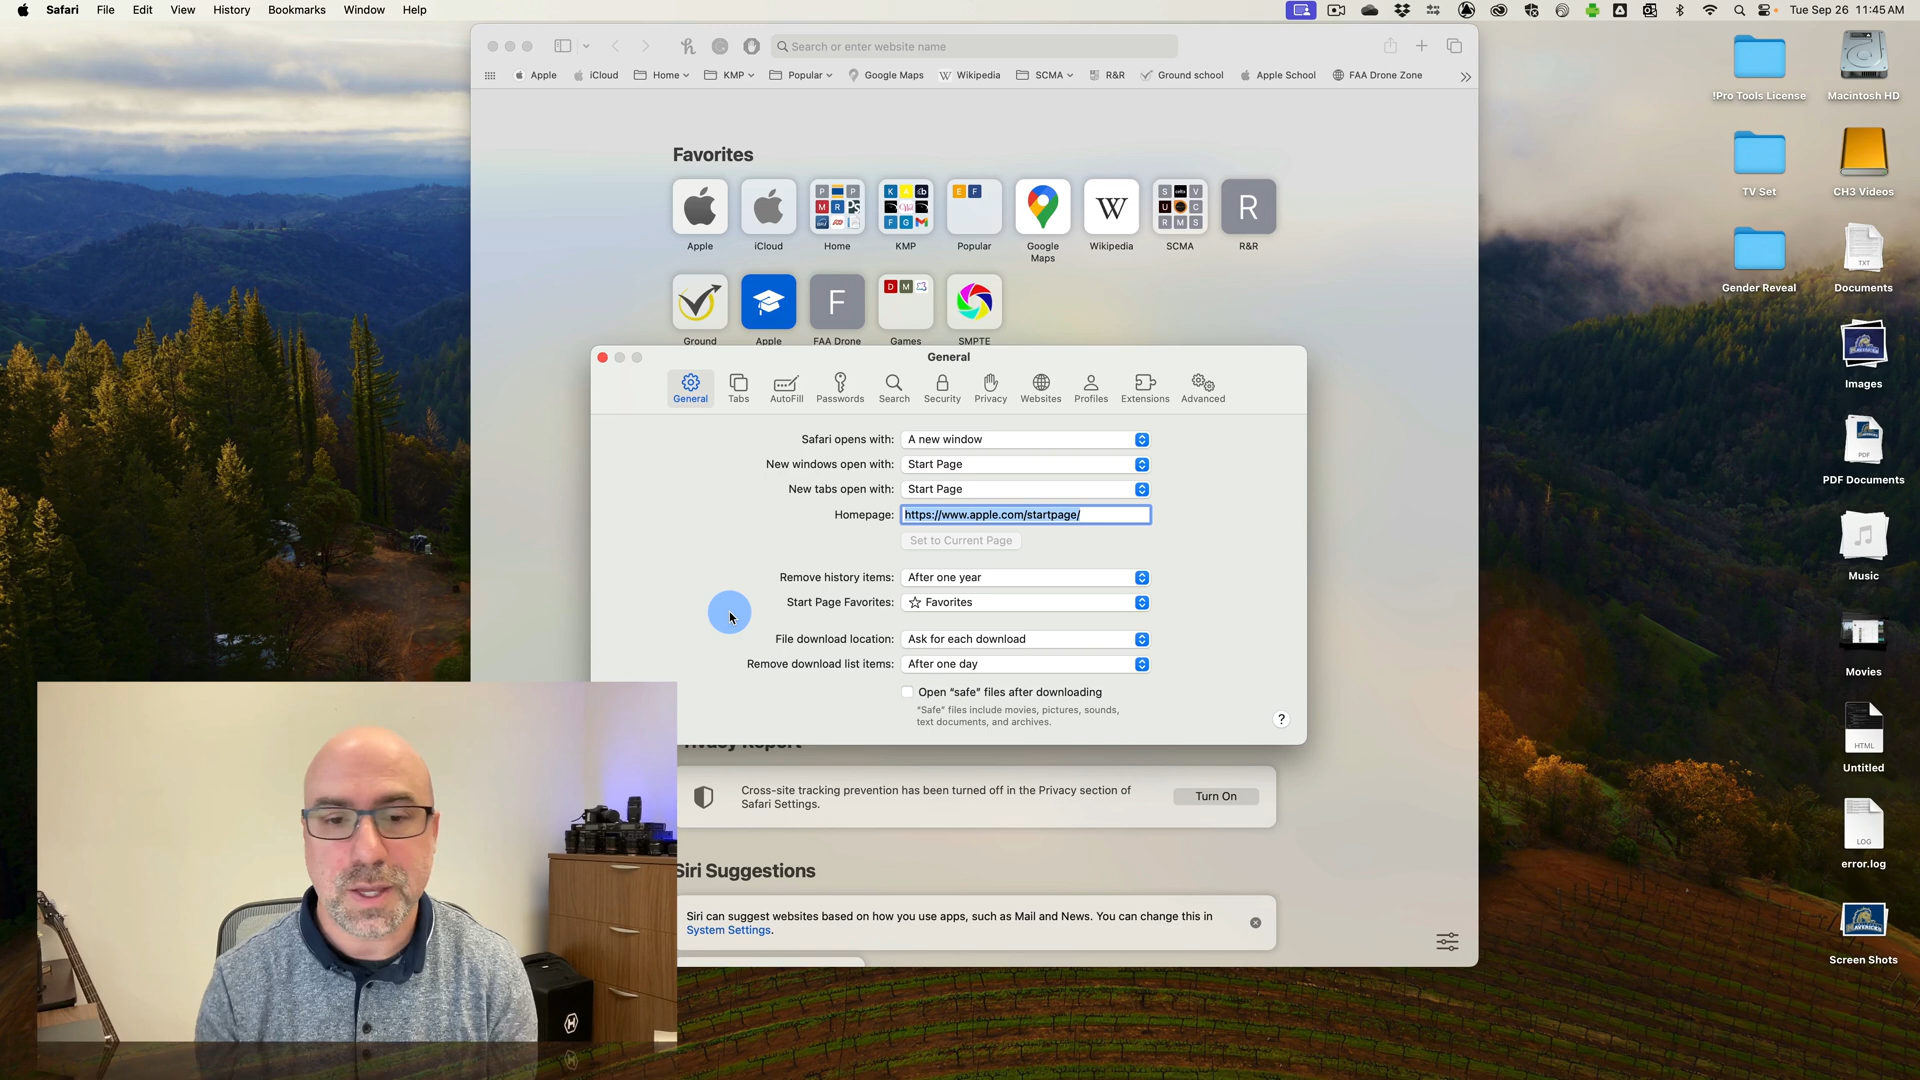 Safari File Edit View History Bookmarks Window Help
Tue Sep 26 11:45 AM
Search or enter website name
Apple iCloud Home KMP Popular Google Maps Wikipedia SCMA R&R Ground school Apple School FAA Drone Zone
Favorites
Apple
iCloud
Home
KMP
Popular
Google
Maps
Wikipedia
SCMA
R
R&R
Ground
Apple
F
FAA Drone
Games
SMPTE
General
General Tabs AutoFill Passwords Search Security Privacy Websites Profiles Extensions Advanced
Safari opens with: A new window
New windows open with: Start Page
New tabs open with: Start Page
Homepage: https://www.apple.com/startpage/
Set to Current Page
Remove history items: After one year
Start Page Favorites: Favorites
File download location: Ask for each download
Remove download list items: After one day
Open “safe” files after downloading
“Safe” files include movies, pictures, sounds,
text documents, and archives.
?
Privacy Report
Cross-site tracking prevention has been turned off in the Privacy section of
Safari Settings.
Turn On
Siri Suggestions
Siri can suggest websites based on how you use apps, such as Mail and News. You can change this in
System Settings.
!Pro Tools License
Macintosh HD
TV Set
CH3 Videos
Gender Reveal
TXT
Documents
Images
PDF
PDF Documents
Music
Movies
HTML
Untitled
LOG
error.log
Screen Shots